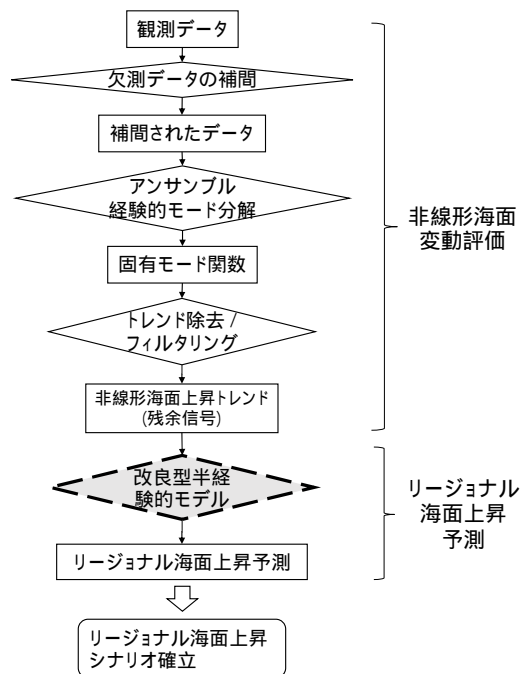 観測データ
欠測データの補間
補間されたデータ
アンサンブル
経験的モード分解
固有モード関数
トレンド除去 /
フィルタリング
非線形海面上昇トレンド
(残余信号)
非線形海面
変動評価
改良型半経
験的モデル
リージョナル海面上昇予測
リージョナル
海面上昇
予測
リージョナル海面上昇
シナリオ確立